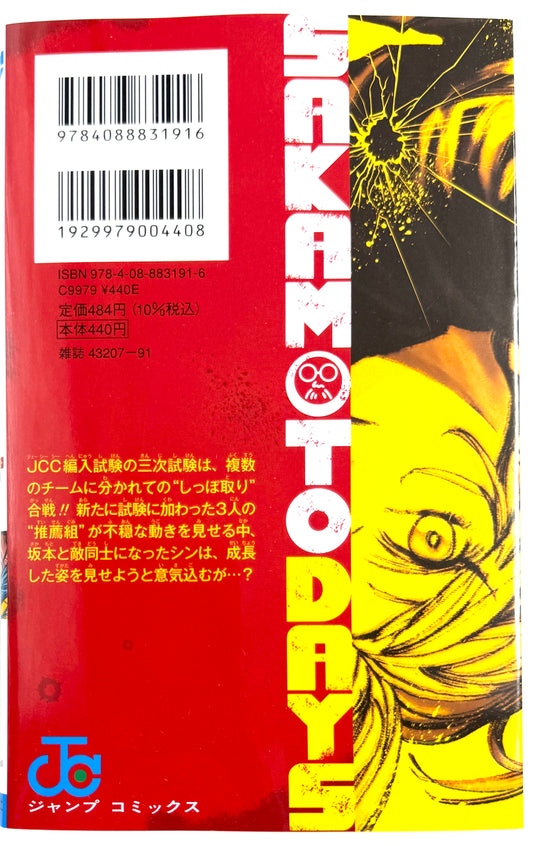 9784088831916
1929979004408
ISBN 978-4-08-883191-6
C9979 ¥440E
定価484円(10%税込)
本体440円
雑誌 43207-91
SAKAMOTO DAYS
JCC編入試験の三次試験は、複数
のチームに分かれての“しっぽ取り”
合戦!! 新たに試験に加わった3人の
“推薦組”が不穏な動きを見せる中、
坂本と敵同士になったシンは、成長
した姿を見せようと意気込むが…?
JC
ジャンプ コミックス